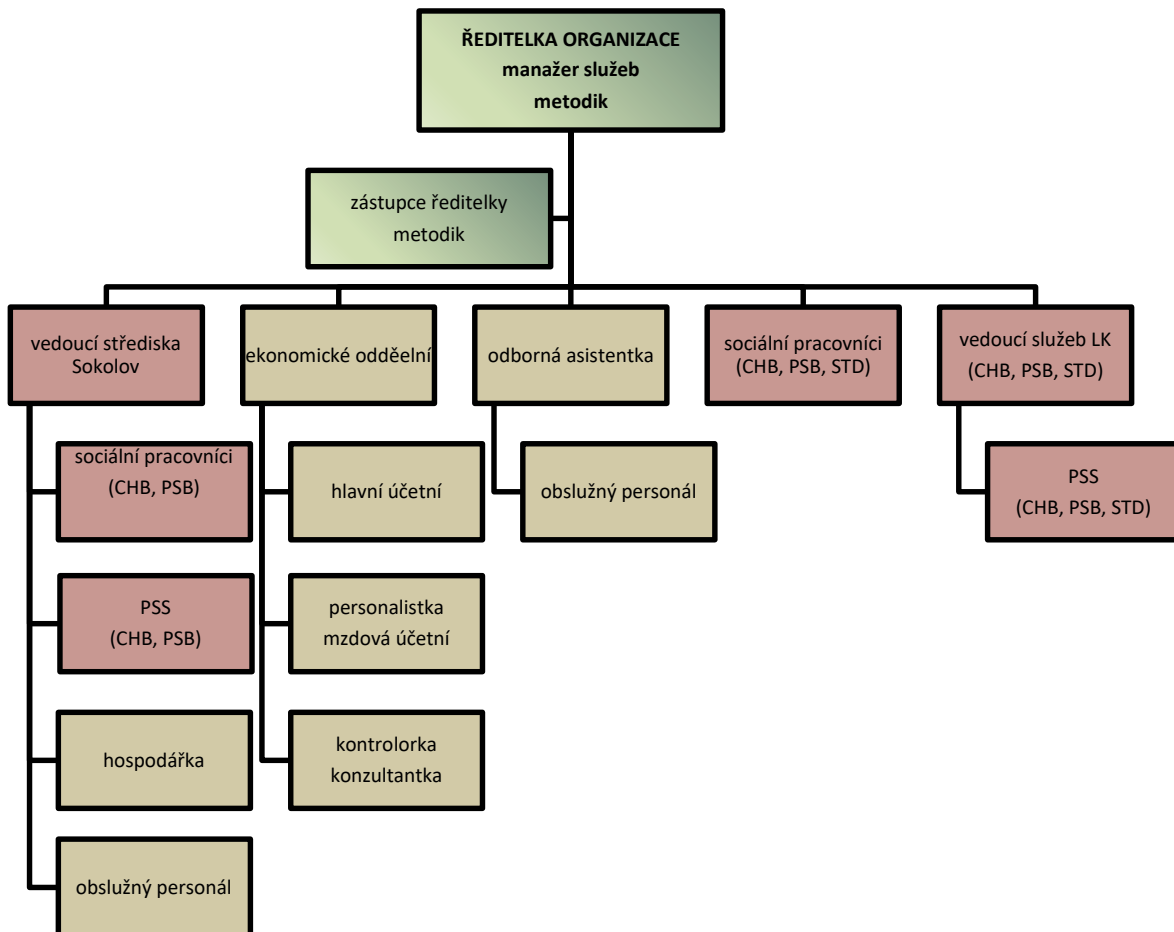 ŘEDITELKA ORGANIZACE
manažer služeb
metodik
zástupce ředitelky
metodik
vedoucí střediska
Sokolov
ekonomické odděelní
odborná asistentka
sociální pracovníci
(CHB, PSB, STD)
vedoucí služeb LK
(CHB, PSB, STD)
sociální pracovníci
(CHB, PSB)
hlavní účetní
obslužný personál
PSS
(CHB, PSB, STD)
PSS
(CHB, PSB)
personalistka
mzdová účetní
hospodářka
kontrolorka
konzultantka
obslužný personál